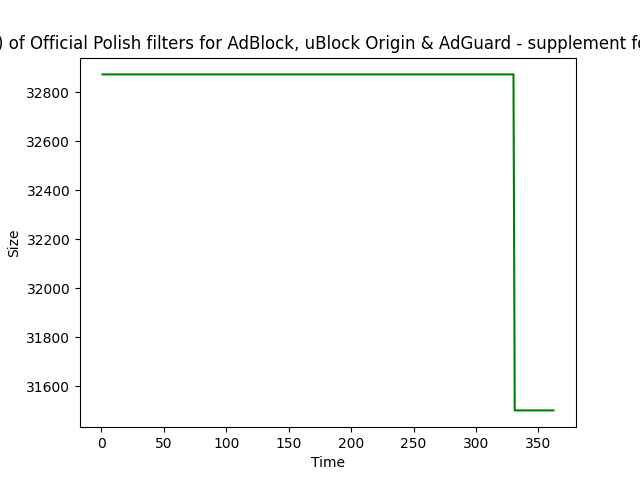 ) of Official Polish filters for AdBlock, uBlock Origin & AdGuard - supplement fo
32800
32600
32400
32200
32000
31800
31600
Size
0 50 100 150 200 250 300 350
Time